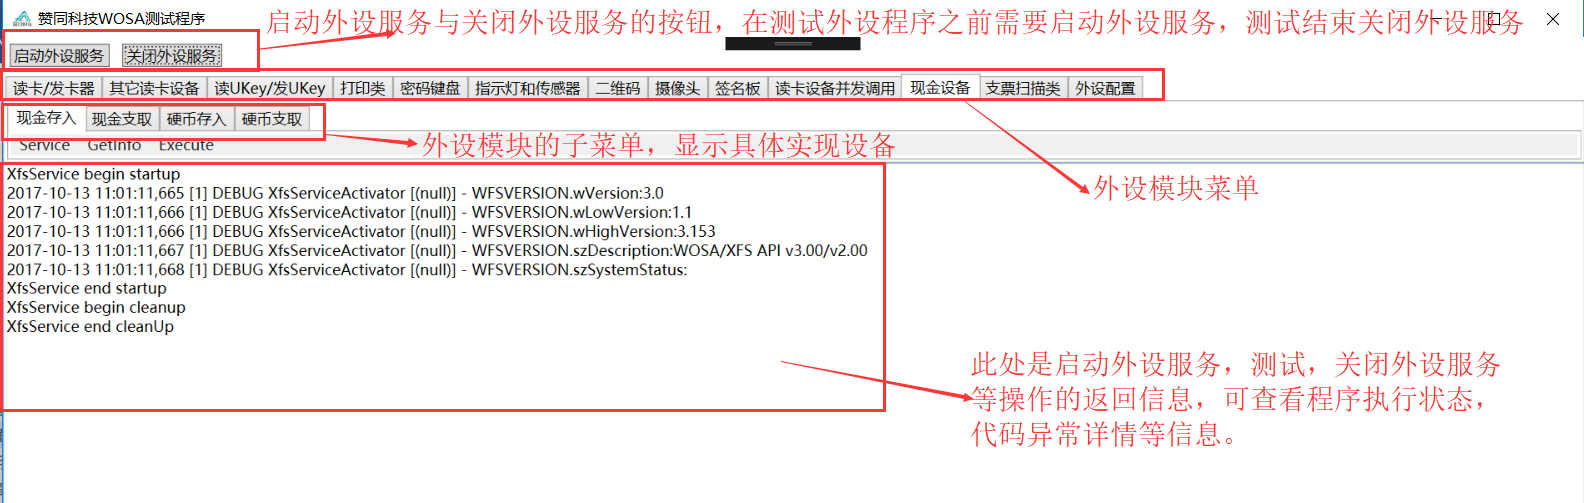 赞同科技WOSA测试程序
启动外设服务与关闭外设服务的按钮，在测试外设程序之前需要启动外设服务，测试结束关闭外设服务
启动外设服务 关闭外设服务
读卡/发卡器 其它读卡设备 读UKey/发UKey 打印类 密码键盘 指示灯和传感器 二维码 摄像头 签名板 读卡设备并发调用 现金设备 支票扫描类 外设配置
现金存入 现金支取 硬币存入 硬币支取
Service GetInfo Execute
外设模块的子菜单，显示具体实现设备
外设模块菜单
XfsService begin startup
2017-10-13 11:01:11,665 [1] DEBUG XfsServiceActivator [(null)] - WFSVERSION.wVersion:3.0
2017-10-13 11:01:11,666 [1] DEBUG XfsServiceActivator [(null)] - WFSVERSION.wLowVersion:1.1
2017-10-13 11:01:11,666 [1] DEBUG XfsServiceActivator [(null)] - WFSVERSION.wHighVersion:3.153
2017-10-13 11:01:11,667 [1] DEBUG XfsServiceActivator [(null)] - WFSVERSION.szDescription:WOSA/XFS API v3.00/v2.00
2017-10-13 11:01:11,668 [1] DEBUG XfsServiceActivator [(null)] - WFSVERSION.szSystemStatus:
XfsService end startup
XfsService begin cleanup
XfsService end cleanUp
此处是启动外设服务，测试，关闭外设服务
等操作的返回信息，可查看程序执行状态，
代码异常详情等信息。